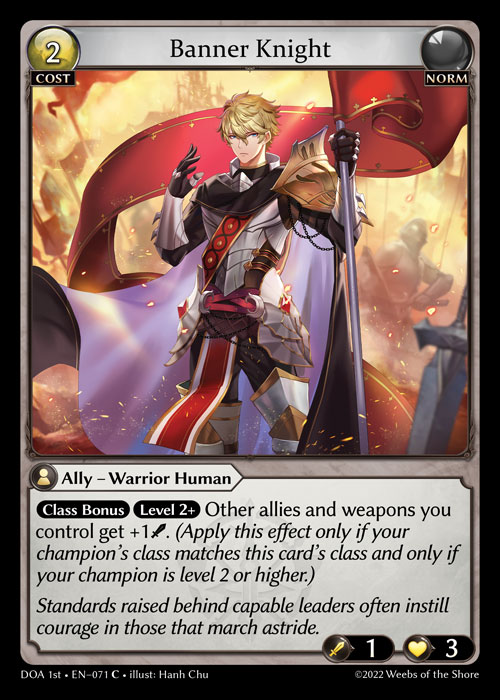 2
Banner Knight
COST
NORM
Ally – Warrior Human
Class Bonus Level 2+ Other allies and weapons you
control get +1. (Apply this effect only if your
champion's class matches this card's class and only if
your champion is level 2 or higher.)
Standards raised behind capable leaders often instill
courage in those that march astride.
1
3
DOA 1st • EN–071 C • illust: Hanh Chu
©2022 Weebs of the Shore